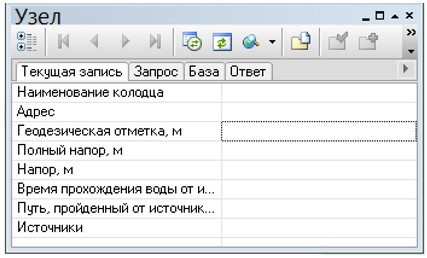 Узел
Текущая запись Запрос База Ответ
Наименование колодца
Адрес
Геодезическая отметка, м
Полный напор, м
Напор, м
Время прохождения воды от и...
Путь, пройденный от источник...
Источники